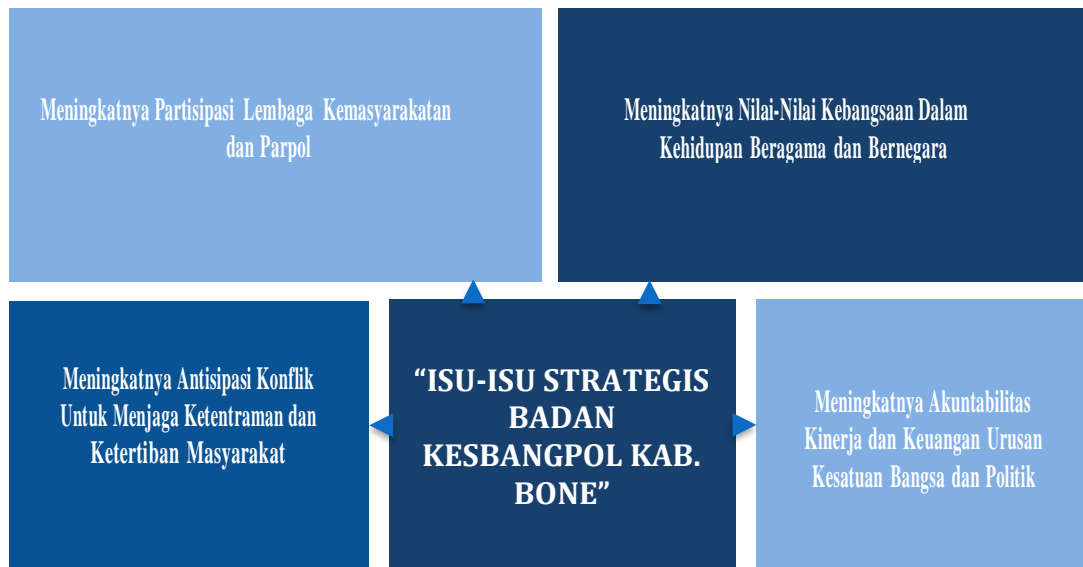 Meningkatnya Partisipasi Lembaga Kemasyarakatan
dan Parpol
Meningkatnya Nilai-Nilai Kebangsaan Dalam
Kehidupan Beragama dan Bernegara
Meningkatnya Antisipasi Konflik
Untuk Menjaga Ketentraman dan
Ketertiban Masyarakat
“ISU-ISU STRATEGIS
BADAN
KESBANGPOL KAB.
BONE”
Meningkatnya Akuntabilitas
Kinerja dan Keuangan Urusan
Kesatuan Bangsa dan Politik